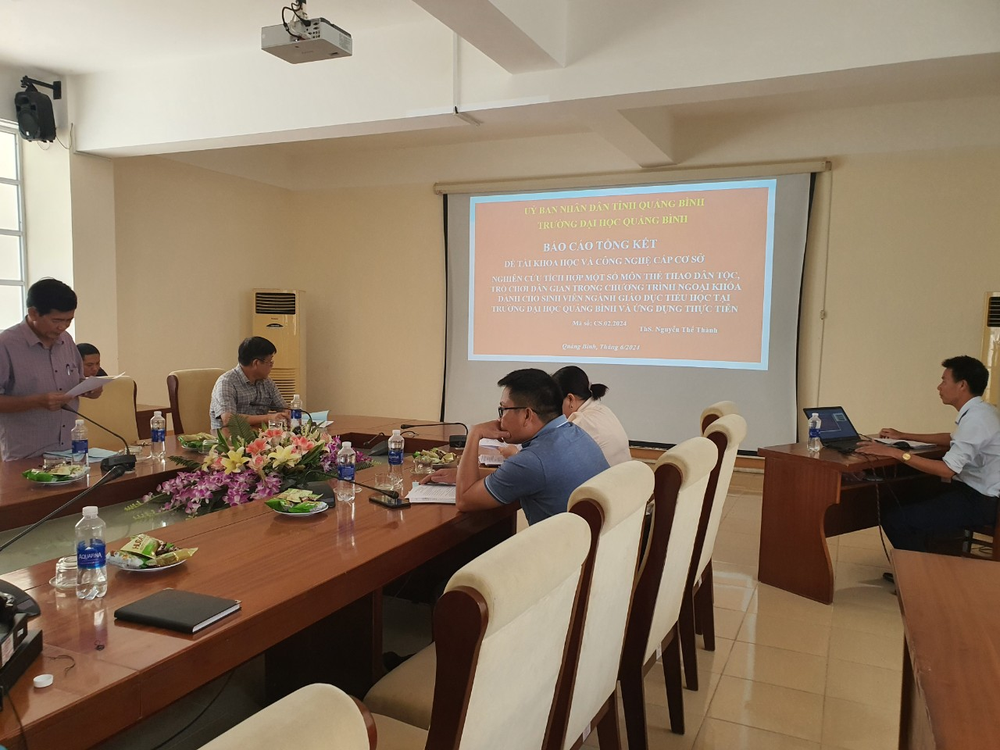 UỶ BAN NHÂN DÂN TỈNH QUẢNG BÌNH
TRƯỜNG ĐẠI HỌC QUẢNG BÌNH
BÁO CÁO TỔNG KẾT
ĐỀ TÀI KHOA HỌC VÀ CÔNG NGHỆ CẤP CƠ SỞ
NGHIÊN CỨU TÍCH HỢP MỘT SỐ MÔN THỂ THAO DÂN TỘC,
TRÒ CHƠI DÂN GIAN TRONG CHƯƠNG TRÌNH NGOẠI KHÓA
DÀNH CHO SINH VIÊN NGÀNH GIÁO DỤC TIỂU HỌC TẠI
TRƯỜNG ĐẠI HỌC QUẢNG BÌNH VÀ ỨNG DỤNG THỰC TIỄN
Mã số: CS.02.2024
ThS. Nguyễn Thế Thành
Quảng Bình, Tháng 6/2024
AQUAFINA